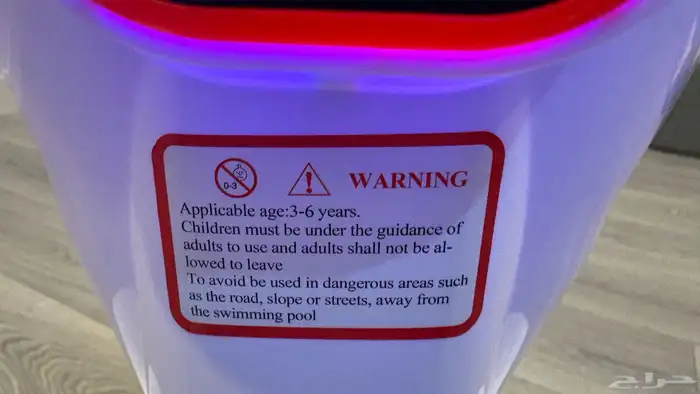 0-3
WARNING
Applicable age:3-6 years.
Children must be under the guidance of
adults to use and adults shall not be al-
lowed to leave
To avoid be used in dangerous areas such
as the road, slope or streets, away from
the swimming pool
حراج